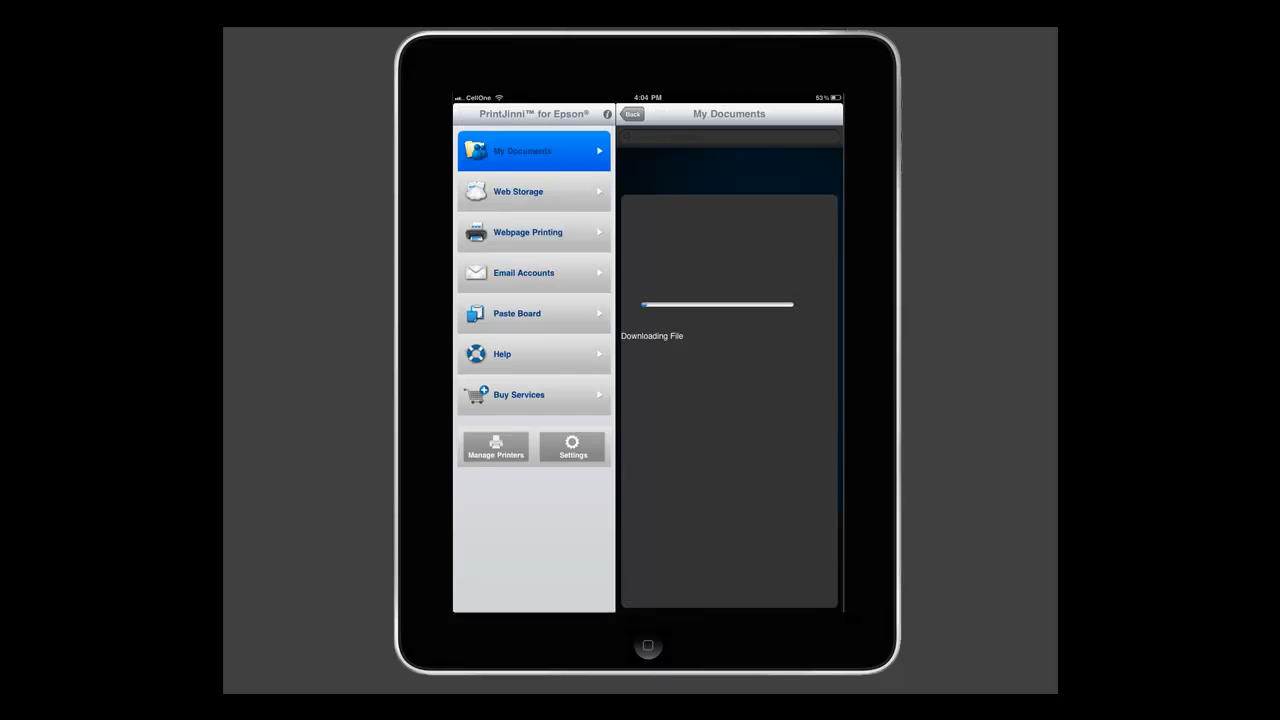 CellOne
4:04 PM
53%
PrintJinni™ for Epson®
Back
My Documents
My Documents
Web Storage
Webpage Printing
Email Accounts
Paste Board
Help
Buy Services
Manage Printers
Settings
Downloading File